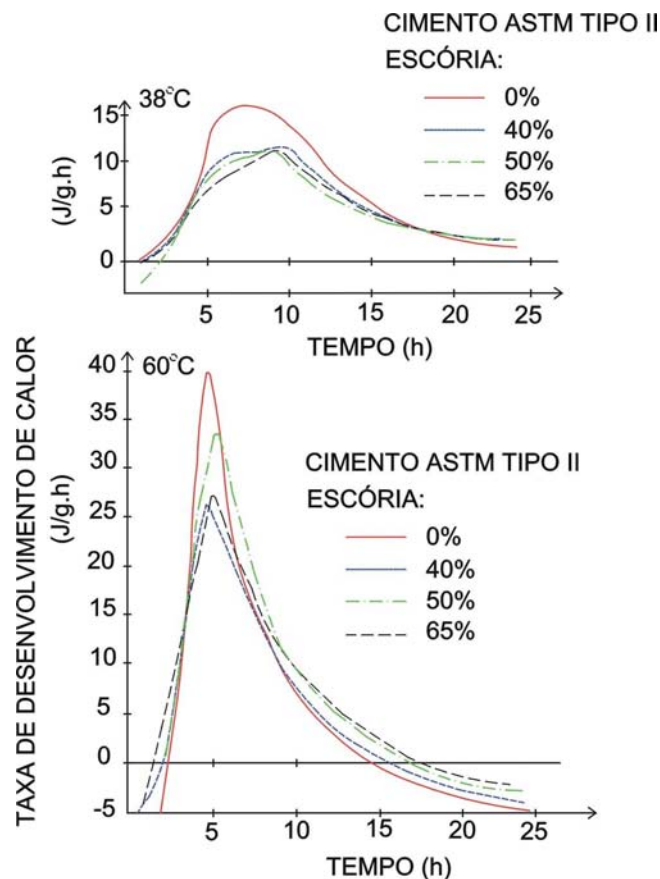 CIMENTO ASTM TIPO II
ESCÓRIA:
0%
40%
50%
65%
38°C
(J/g.h)
15
10
5
0
5 10 15 20 25
TEMPO (h)
TAXA DE DESENVOLVIMENTO DE CALOR
(J/g.h)
60°C
40
35
30
25
20
15
10
5
0
-5
CIMENTO ASTM TIPO II
ESCÓRIA:
0%
40%
50%
65%
5 10 15 20 25
TEMPO (h)